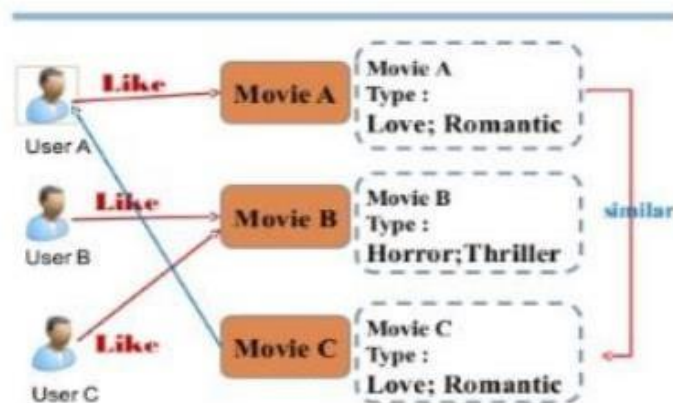 Like
Movie A
Movie A
Type :
Love; Romantic
User A
Like
Movie B
Movie B
Type :
Horror;Thriller
similar
User B
Like
Movie C
Movie C
Type :
Love; Romantic
User C